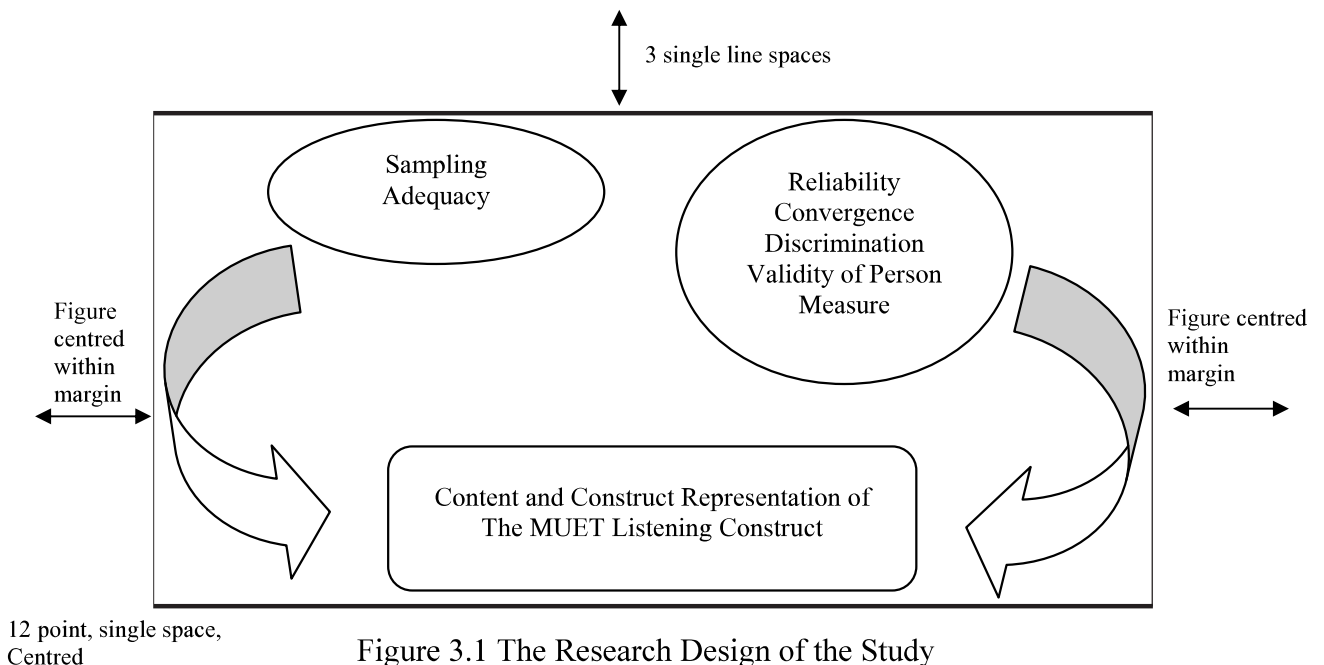 3 single line spaces
Sampling
Adequacy
Reliability
Convergence
Discrimination
Validity of Person
Measure
Figure
centred
within
margin
Figure centred
within
margin
Content and Construct Representation of
The MUET Listening Construct
12 point, single space,
Centred
Figure 3.1 The Research Design of the Study